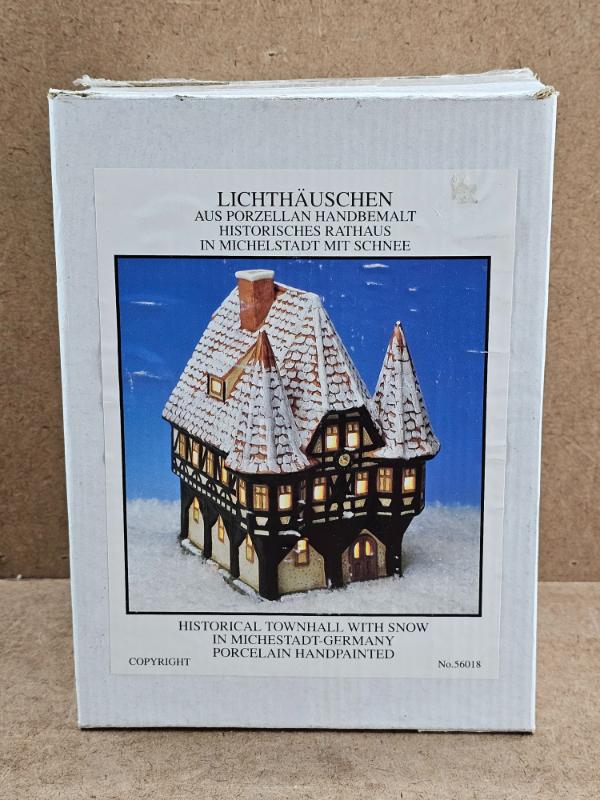 LICHTHÄUSCHEN
AUS PORZELLAN HANDBEMALT
HISTORISCHES RATHAUS
IN MICHELSTADT MIT SCHNEE
HISTORICAL TOWNHALL WITH SNOW
IN MICHESTADT-GERMANY
PORCELAIN HANDPAINTED
COPYRIGHT No.56018